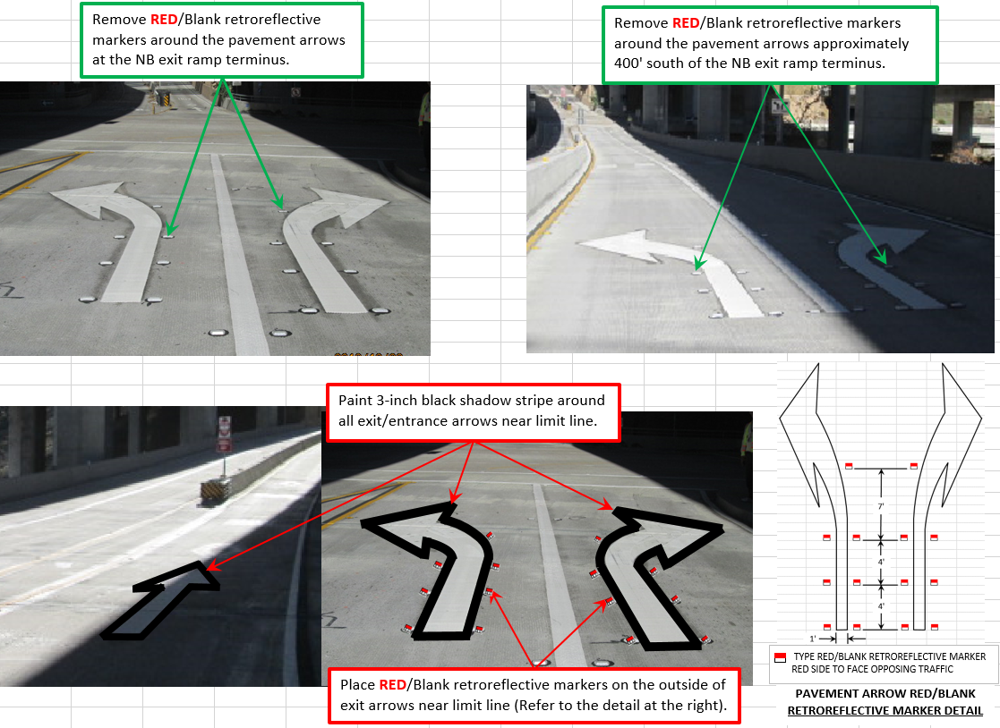 Remove RED/Blank retroreflective
markers around the pavement arrows
at the NB exit ramp terminus.
Remove RED/Blank retroreflective markers
around the pavement arrows approximately
400' south of the NB exit ramp terminus.
Paint 3-inch black shadow stripe around
all exit/entrance arrows near limit line.
Place RED/Blank retroreflective markers on the outside of
exit arrows near limit line (Refer to the detail at the right).
7'
4'
4'
1'
TYPE RED/BLANK RETROREFLECTIVE MARKER
RED SIDE TO FACE OPPOSING TRAFFIC
PAVEMENT ARROW RED/BLANK
RETROREFLECTIVE MARKER DETAIL